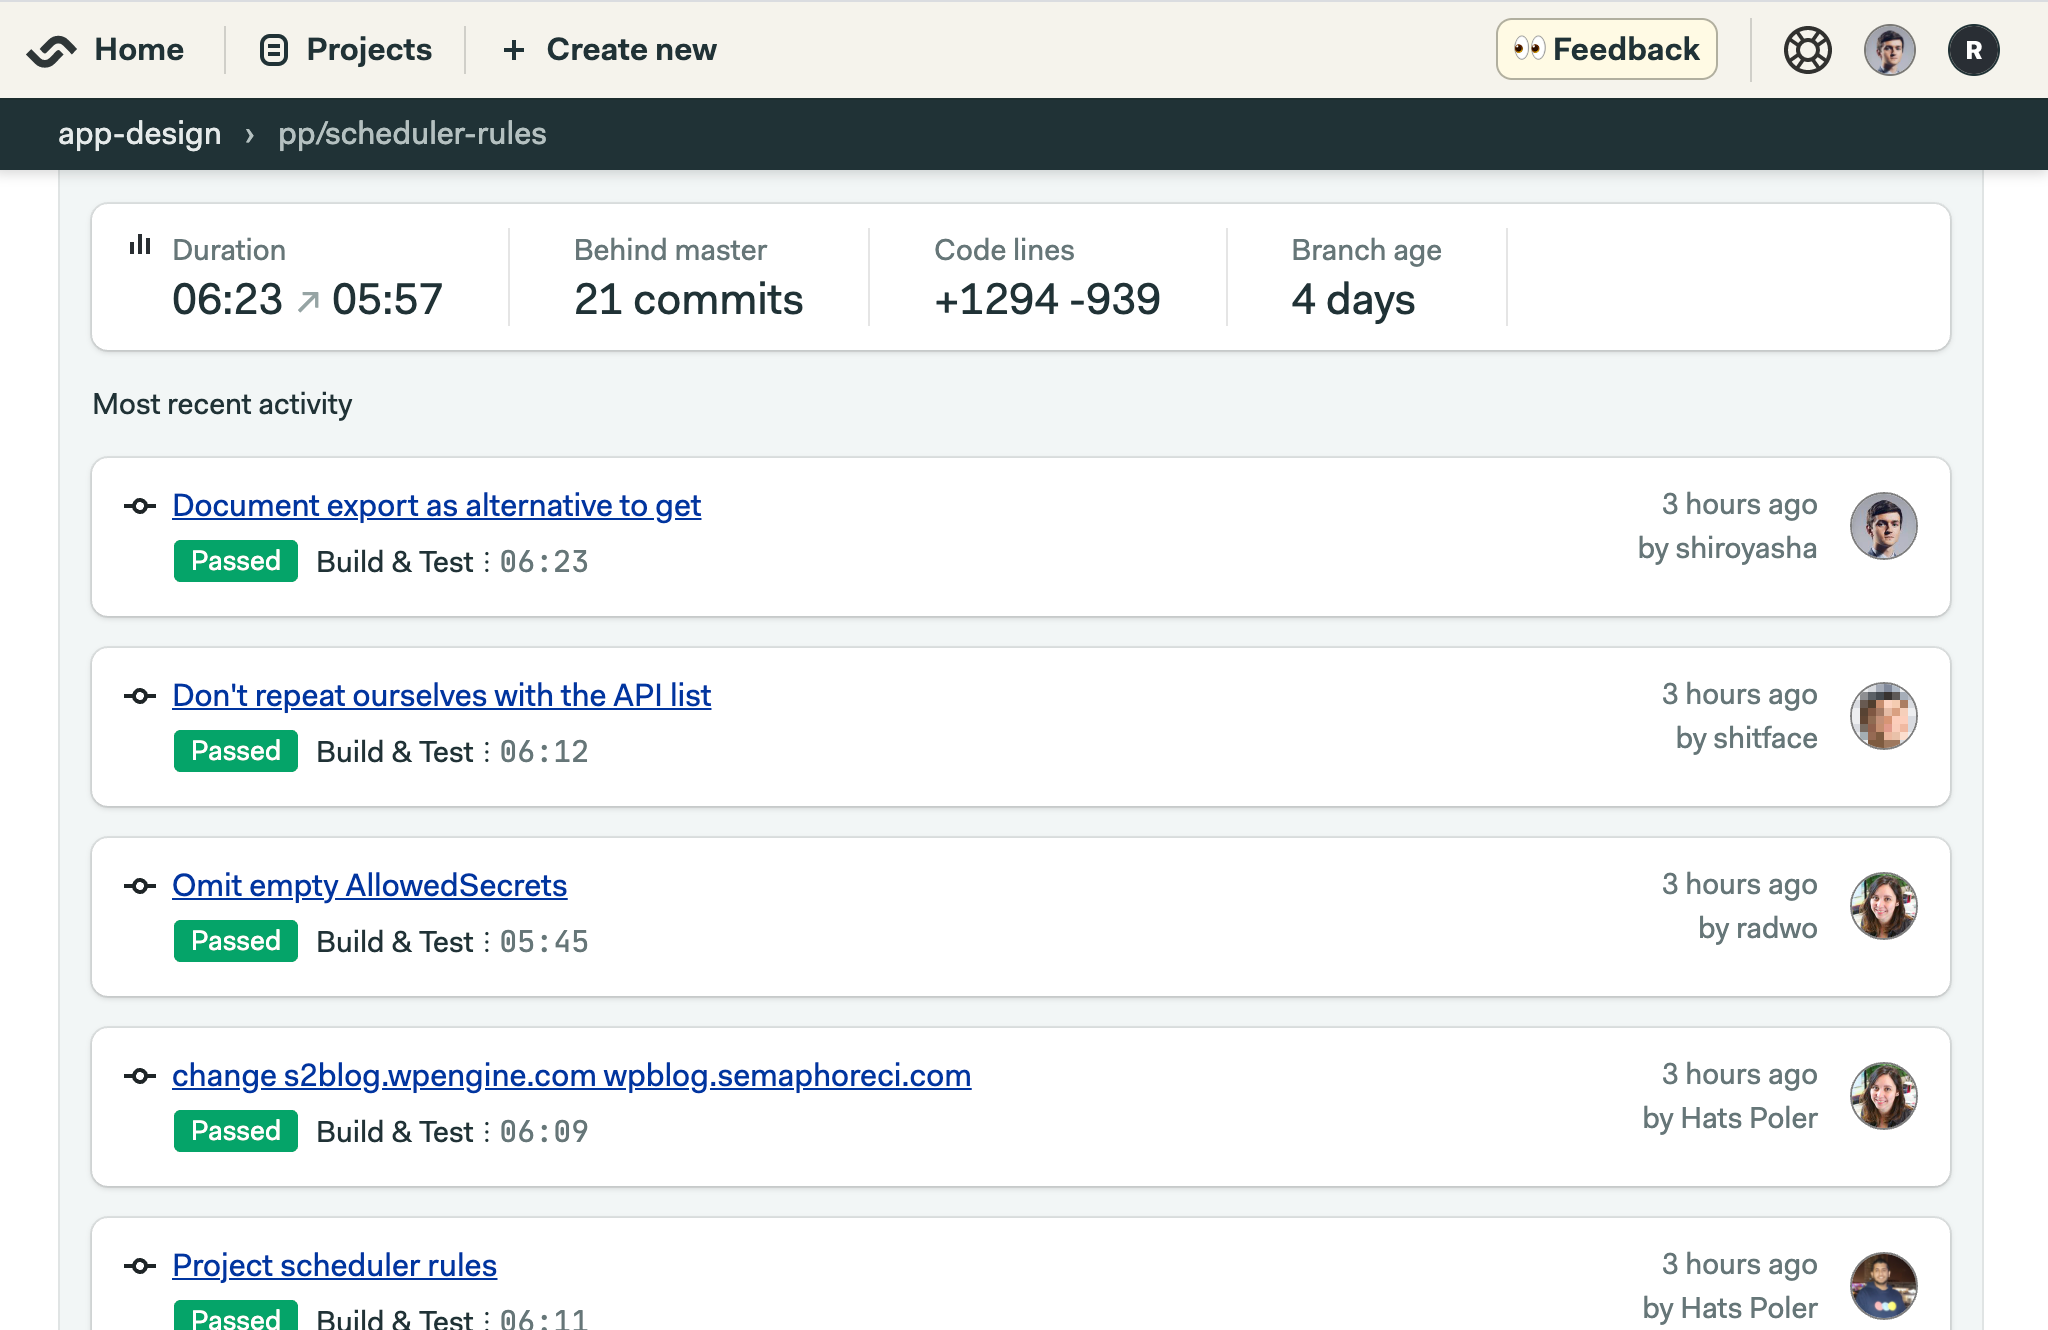 Home
Projects
+ Create new
👀 Feedback
R
app-design › pp/scheduler-rules
Duration
06:23 ↗ 05:57
Behind master
21 commits
Code lines
+1294 -939
Branch age
4 days
Most recent activity
Document export as alternative to get
Passed Build & Test ⋮ 06:23
3 hours ago
by shiroyasha
Don't repeat ourselves with the API list
Passed Build & Test ⋮ 06:12
3 hours ago
by shitface
Omit empty AllowedSecrets
Passed Build & Test ⋮ 05:45
3 hours ago
by radwo
change s2blog.wpengine.com wpblog.semaphoreci.com
Passed Build & Test ⋮ 06:09
3 hours ago
by Hats Poler
Project scheduler rules
Passed Build & Test ⋮ 06:11
3 hours ago
by Hats Poler